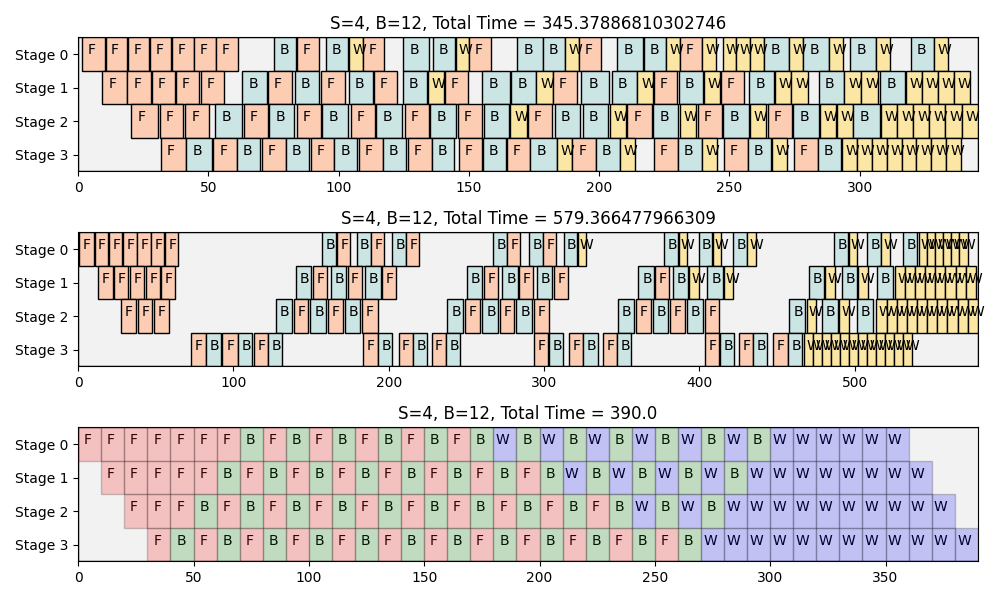 S=4, B=12, Total Time = 345.37886810302746
Stage 0 F F F F F F F B F B W F B B W F B B W F B B W F W W W W B W B W B W B W
Stage 1 F F F F F B F B F B F B W F B B W F B B W F B W F B W W B W W B W W W W
Stage 2 F F F B F B F B F B F B F B W F B B W F B W F B W F B W W B W W W W W W
Stage 3 F B F B F B F B F B F B F B F B W F B W F B W F B W F B W W W W W W W W
0 50 100 150 200 250 300
S=4, B=12, Total Time = 579.366477966309
Stage 0 F F F F F F F B F B F B F B F B F B W B W B W B W B W B W B W W W W W W
Stage 1 F F F F F B F B F B F B F B F B F B F B W B W B W B W B W W W W W W W W
Stage 2 F F F B F B F B F B F B F B F B F B F B F B W B W B W W W W W W W W W W
Stage 3 F B F B F B F B F B F B F B F B F B F B F B F B W W W W W W W W W W W W
0 100 200 300 400 500
S=4, B=12, Total Time = 390.0
Stage 0 F F F F F F F B F B F B F B F B F B W B W B W B W B W B W B W W W W W W
Stage 1 F F F F F B F B F B F B F B F B F B F B W B W B W B W B W W W W W W W W
Stage 2 F F F B F B F B F B F B F B F B F B F B F B W B W B W W W W W W W W W W
Stage 3 F B F B F B F B F B F B F B F B F B F B F B F B W W W W W W W W W W W W
0 50 100 150 200 250 300 350